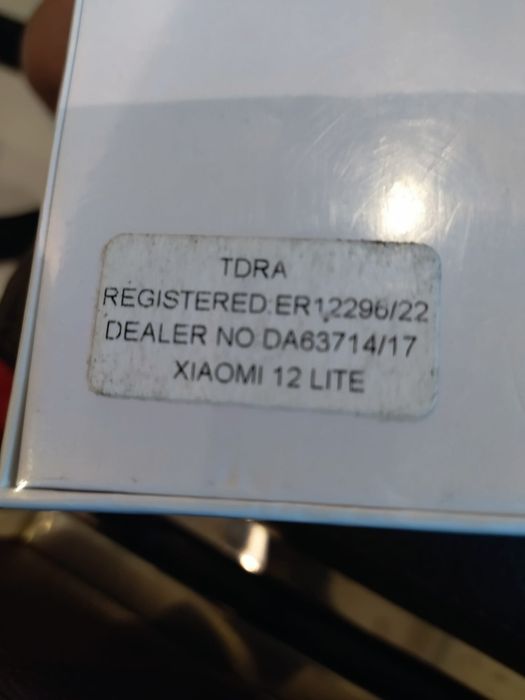 TDRA
REGISTERED:ER12296/22
DEALER NO DA63714/17
XIAOMI 12 LITE